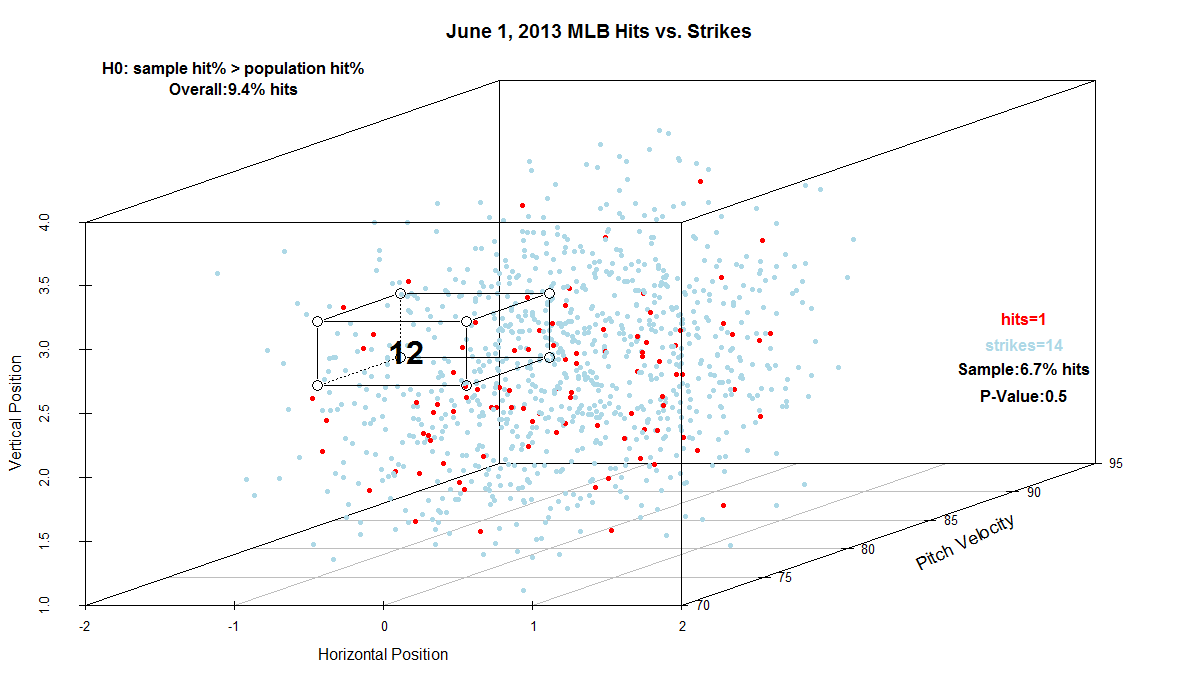 June 1, 2013 MLB Hits vs. Strikes
H0: sample hit% > population hit%
Overall:9.4% hits
4.0
3.5
3.0
2.5
2.0
1.5
1.0
Vertical Position
12
hits=1
strikes=14
Sample:6.7% hits
P-Value:0.5
95
90
85
80
75
70
Pitch Velocity
-2
-1
0
1
2
Horizontal Position